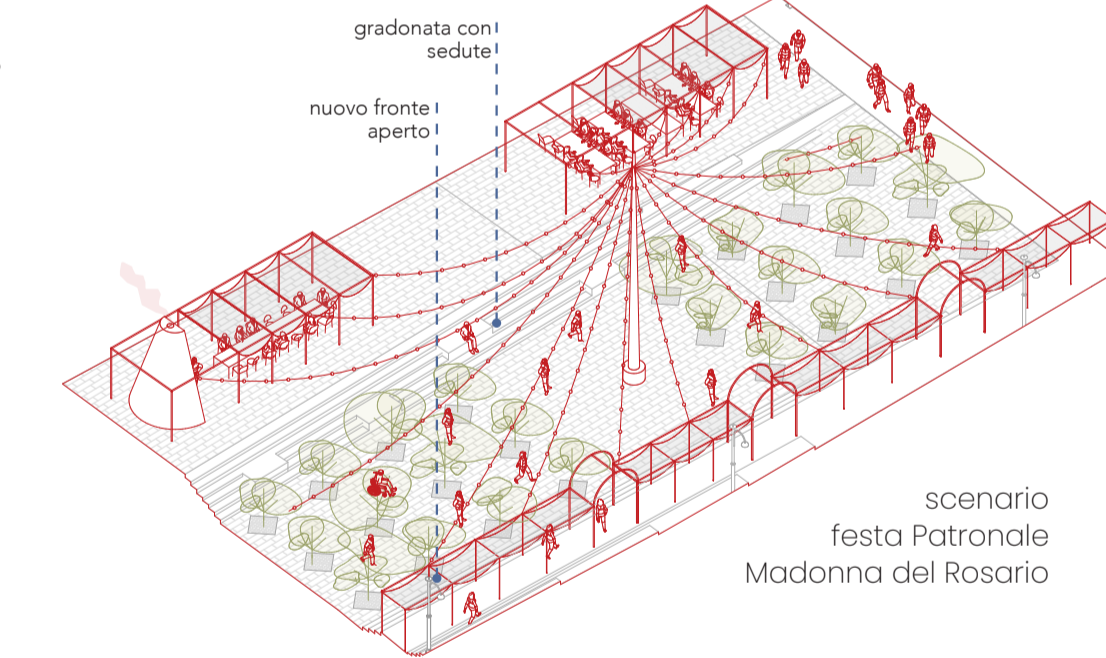 gradonata con
sedute
nuovo fronte
aperto
scenario
festa Patronale
Madonna del Rosario